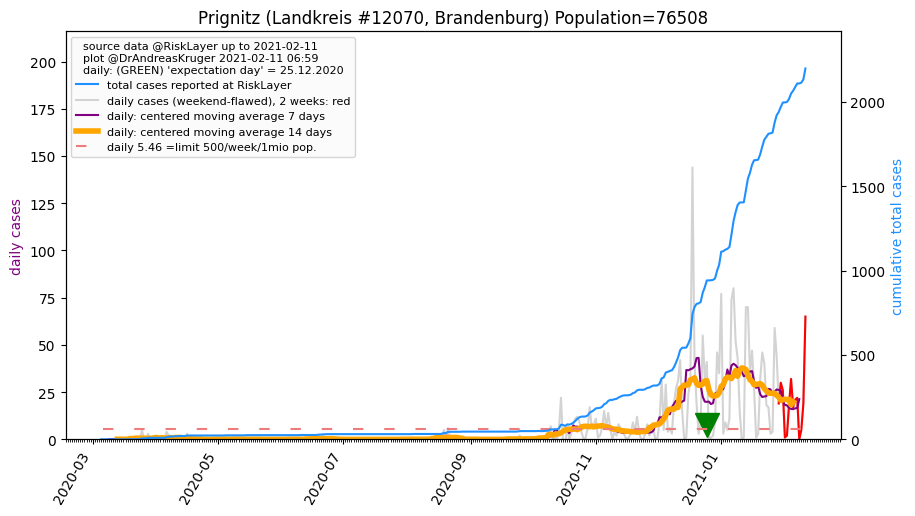 Prignitz (Landkreis #12070, Brandenburg) Population=76508
source data @RiskLayer up to 2021-02-11
plot @DrAndreasKruger 2021-02-11 06:59
daily: (GREEN) 'expectation day' = 25.12.2020
total cases reported at RiskLayer
daily cases (weekend-flawed), 2 weeks: red
daily: centered moving average 7 days
daily: centered moving average 14 days
daily 5.46 =limit 500/week/1mio pop.
daily cases
200
175
150
125
100
75
50
25
0
cumulative total cases
2000
1500
1000
500
0
2020-03
2020-05
2020-07
2020-09
2020-11
2021-01